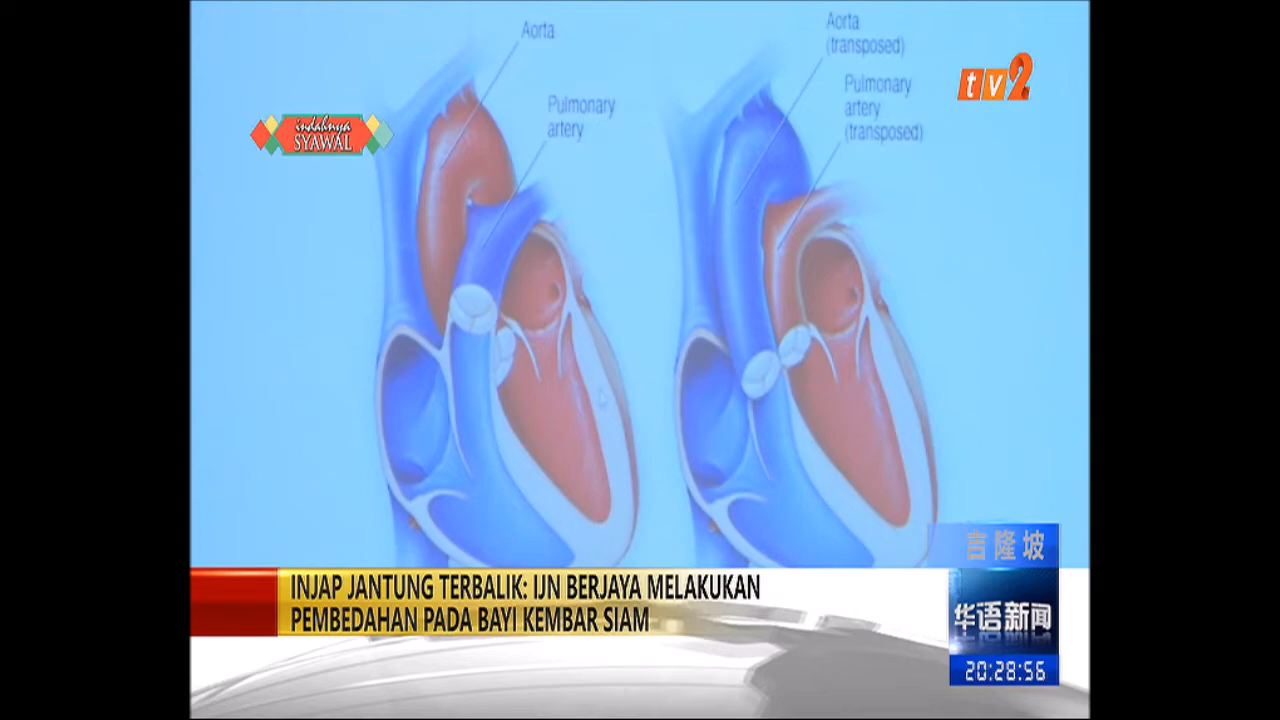 Aorta
Pulmonary
artery
Aorta
(transposed)
Pulmonary
artery
(transposed)
tv2
indahnya
SYAWAL
吉隆坡
INJAP JANTUNG TERBALIK: IJN BERJAYA MELAKUKAN
PEMBEDAHAN PADA BAYI KEMBAR SIAM
华语新闻
20:28:56